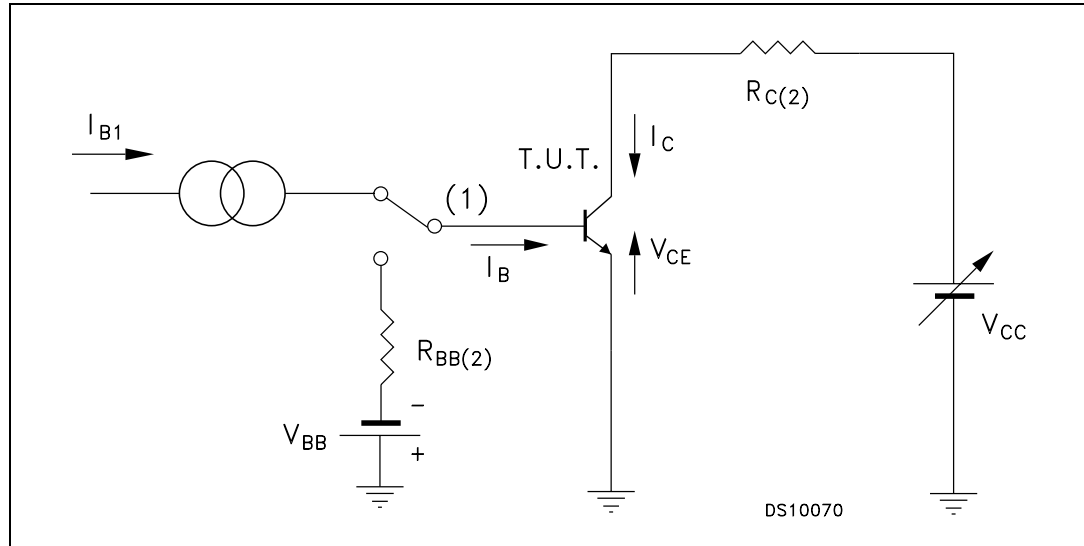 I_B1
R_C(2)
I_C
T.U.T.
(1)
V_CE
I_B
V_CC
R_BB(2)
-
V_BB
+
DS10070